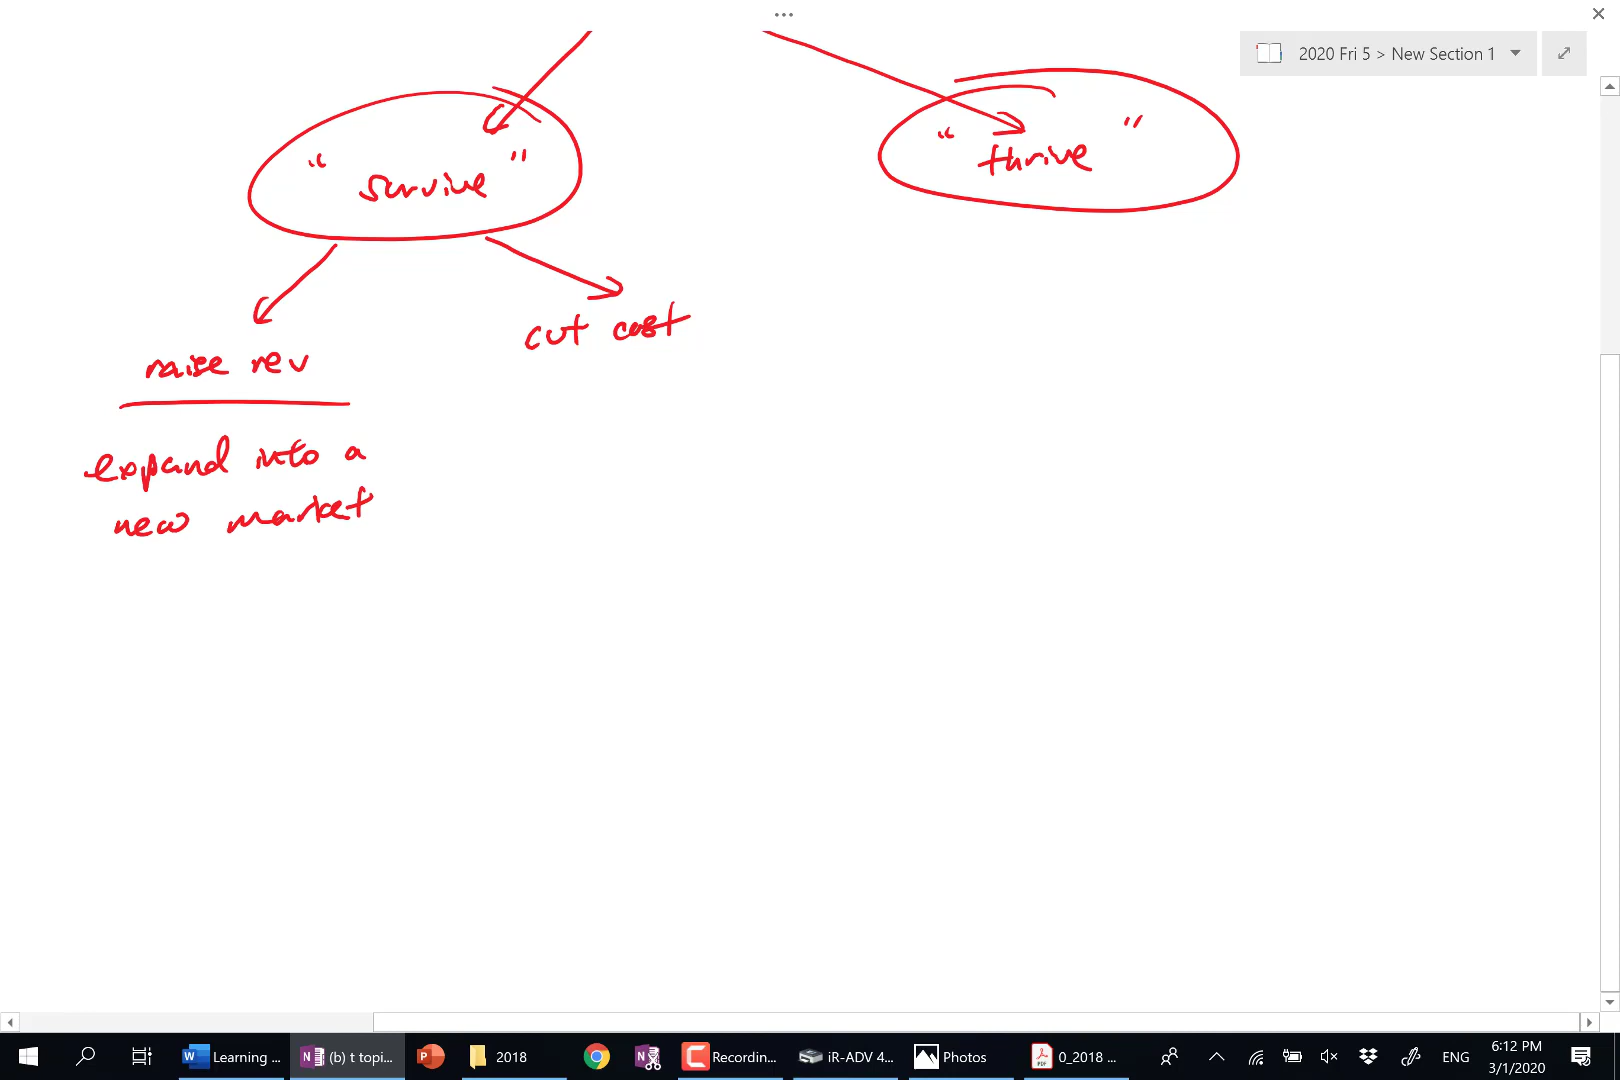 2020 Fri 5 > New Section 1
" survive "
" thrive "
raise rev
cut cost
expand into a
new market
Learning ...
(b) t topi...
2018
Recordin...
iR-ADV 4...
Photos
0_2018 ...
ENG
6:12 PM
3/1/2020